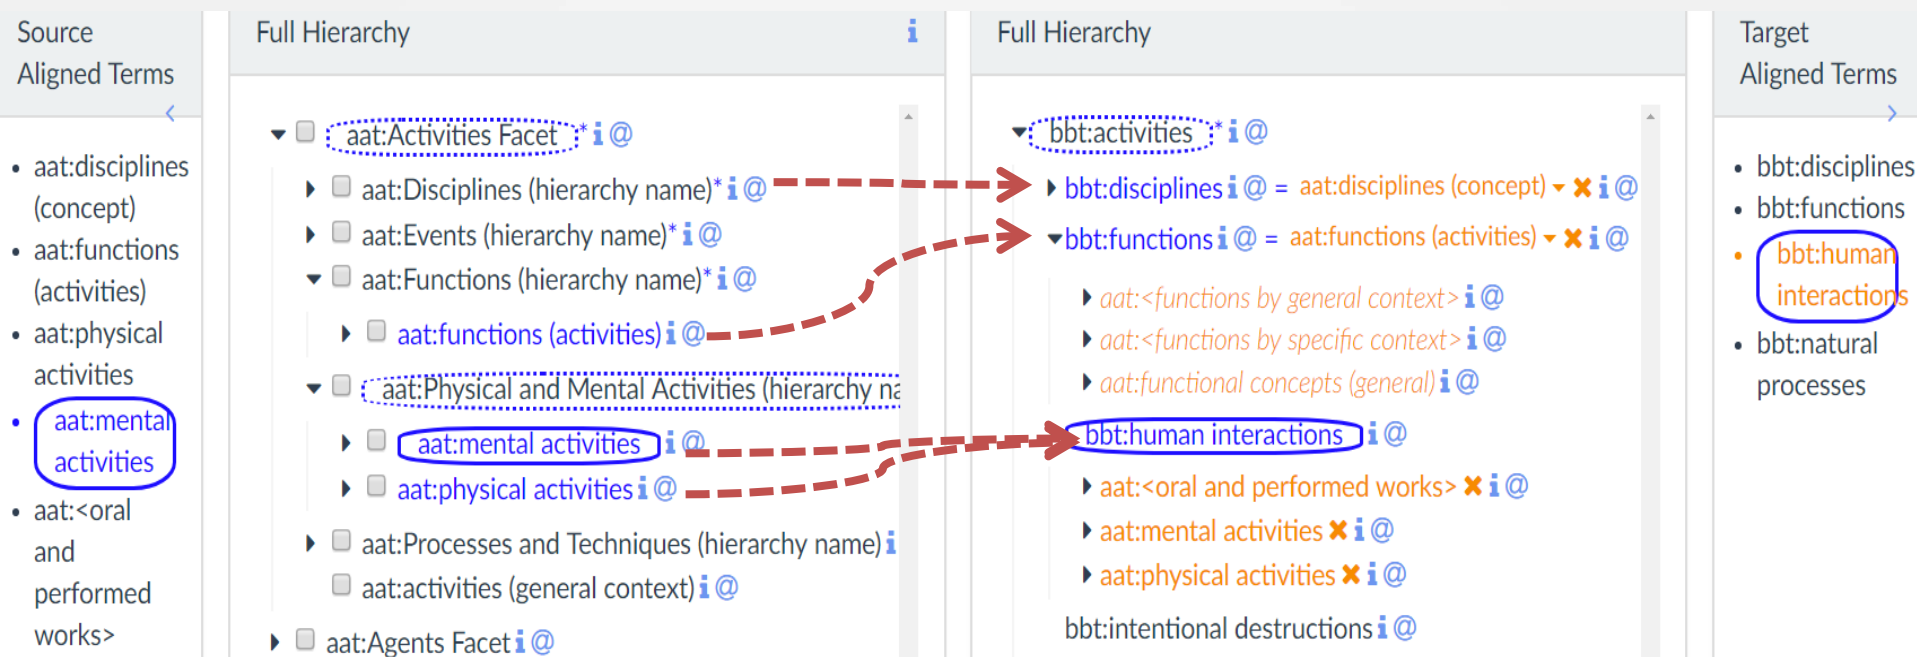 Source
Aligned Terms
<
• aat:disciplines
(concept)
• aat:functions
(activities)
• aat:physical
activities
• aat:mental
activities
• aat:<oral
and
performed
works>
Full Hierarchy i
aat:Activities Facet * i @
aat:Disciplines (hierarchy name)* i @
aat:Events (hierarchy name)* i @
aat:Functions (hierarchy name)* i @
aat:functions (activities) i @
aat:Physical and Mental Activities (hierarchy na
aat:mental activities i @
aat:physical activities i @
aat:Processes and Techniques (hierarchy name) i
aat:activities (general context) i @
aat:Agents Facet i @
Full Hierarchy
bbt:activities * i @
bbt:disciplines i @ = aat:disciplines (concept) ✖ i @
bbt:functions i @ = aat:functions (activities) ✖ i @
aat:<functions by general context> i @
aat:<functions by specific context> i @
aat:functional concepts (general) i @
bbt:human interactions i @
aat:<oral and performed works> ✖ i @
aat:mental activities ✖ i @
aat:physical activities ✖ i @
bbt:intentional destructions i @
Target
Aligned Terms
>
• bbt:disciplines
• bbt:functions
• bbt:human
interactions
• bbt:natural
processes